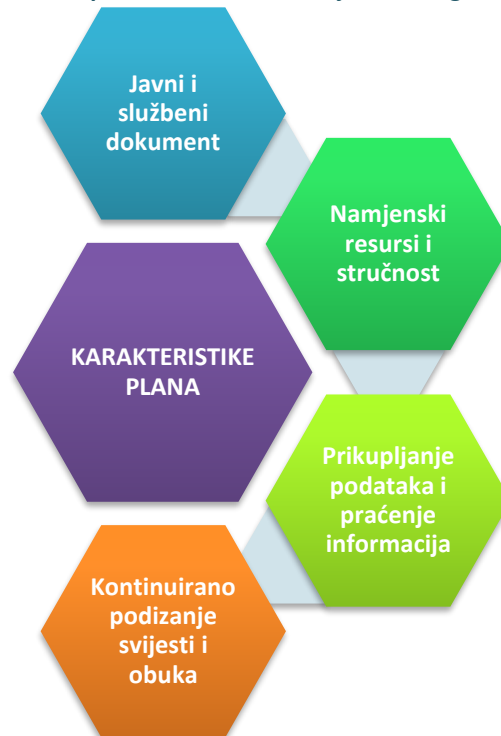 Javni i
službeni
dokument
Namjenski
resursi i
stručnost
KARAKTERISTIKE
PLANA
Prikupljanje
podataka i
praćenje
informacija
Kontinuirano
podizanje
svijesti i
obuka